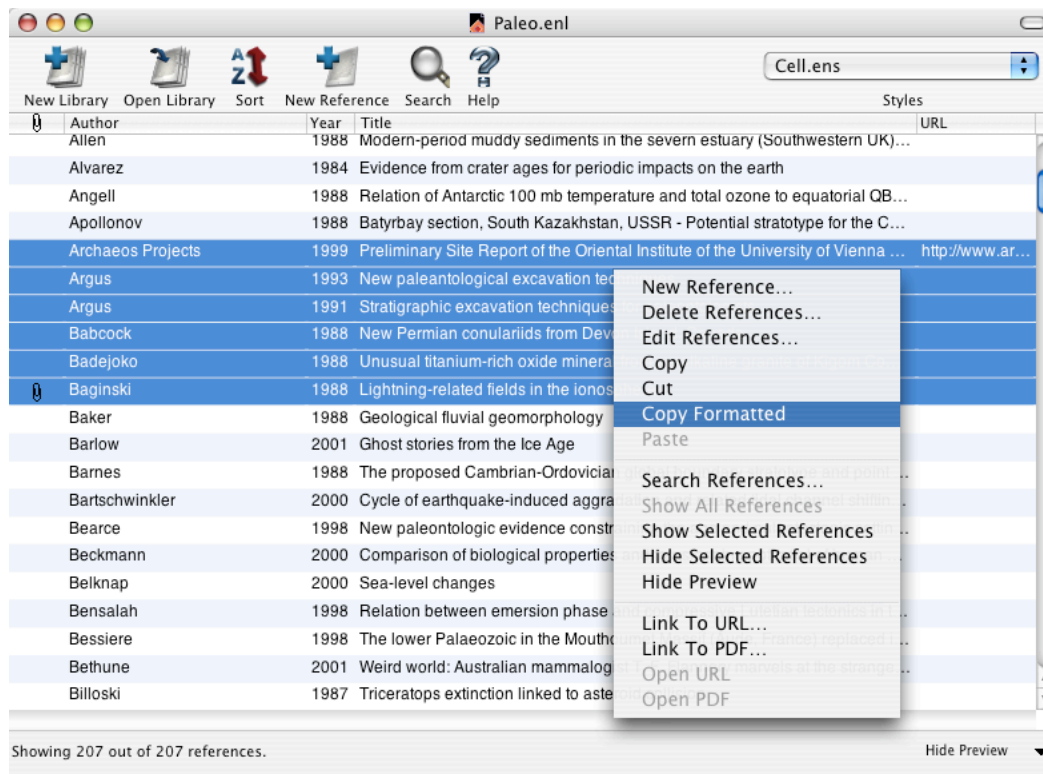 Paleo.enl
Cell.ens
New Library Open Library Sort New Reference Search Help Styles
Author Year Title URL
Allen 1988 Modern-period muddy sediments in the severn estuary (Southwestern UK)...
Alvarez 1984 Evidence from crater ages for periodic impacts on the earth
Angell 1988 Relation of Antarctic 100 mb temperature and total ozone to equatorial QB...
Apollonov 1988 Batyrbay section, South Kazakhstan, USSR - Potential stratotype for the C...
Archaeos Projects 1999 Preliminary Site Report of the Oriental Institute of the University of Vienna ... http://www.ar...
Argus 1993 New paleantological excavation tec
Argus 1991 Stratigraphic excavation techniques
Babcock 1988 New Permian conulariids from Dev
Badejoko 1988 Unusual titanium-rich oxide minera
Baginski 1988 Lightning-related fields in the ionos
Baker 1988 Geological fluvial geomorphology
Barlow 2001 Ghost stories from the Ice Age
Barnes 1988 The proposed Cambrian-Ordovician
Bartschwinkler 2000 Cycle of earthquake-induced aggra
Bearce 1998 New paleontologic evidence constr
Beckmann 2000 Comparison of biological properties
Belknap 2000 Sea-level changes
Bensalah 1998 Relation between emersion phase
Bessiere 1998 The lower Palaeozoic in the Mouth
Bethune 2001 Weird world: Australian mammalog
Billoski 1987 Triceratops extinction linked to aste
New Reference...
Delete References...
Edit References...
Copy
Cut
Copy Formatted
Paste
Search References...
Show All References
Show Selected References
Hide Selected References
Hide Preview
Link To URL...
Link To PDF...
Open URL
Open PDF
Showing 207 out of 207 references. Hide Preview